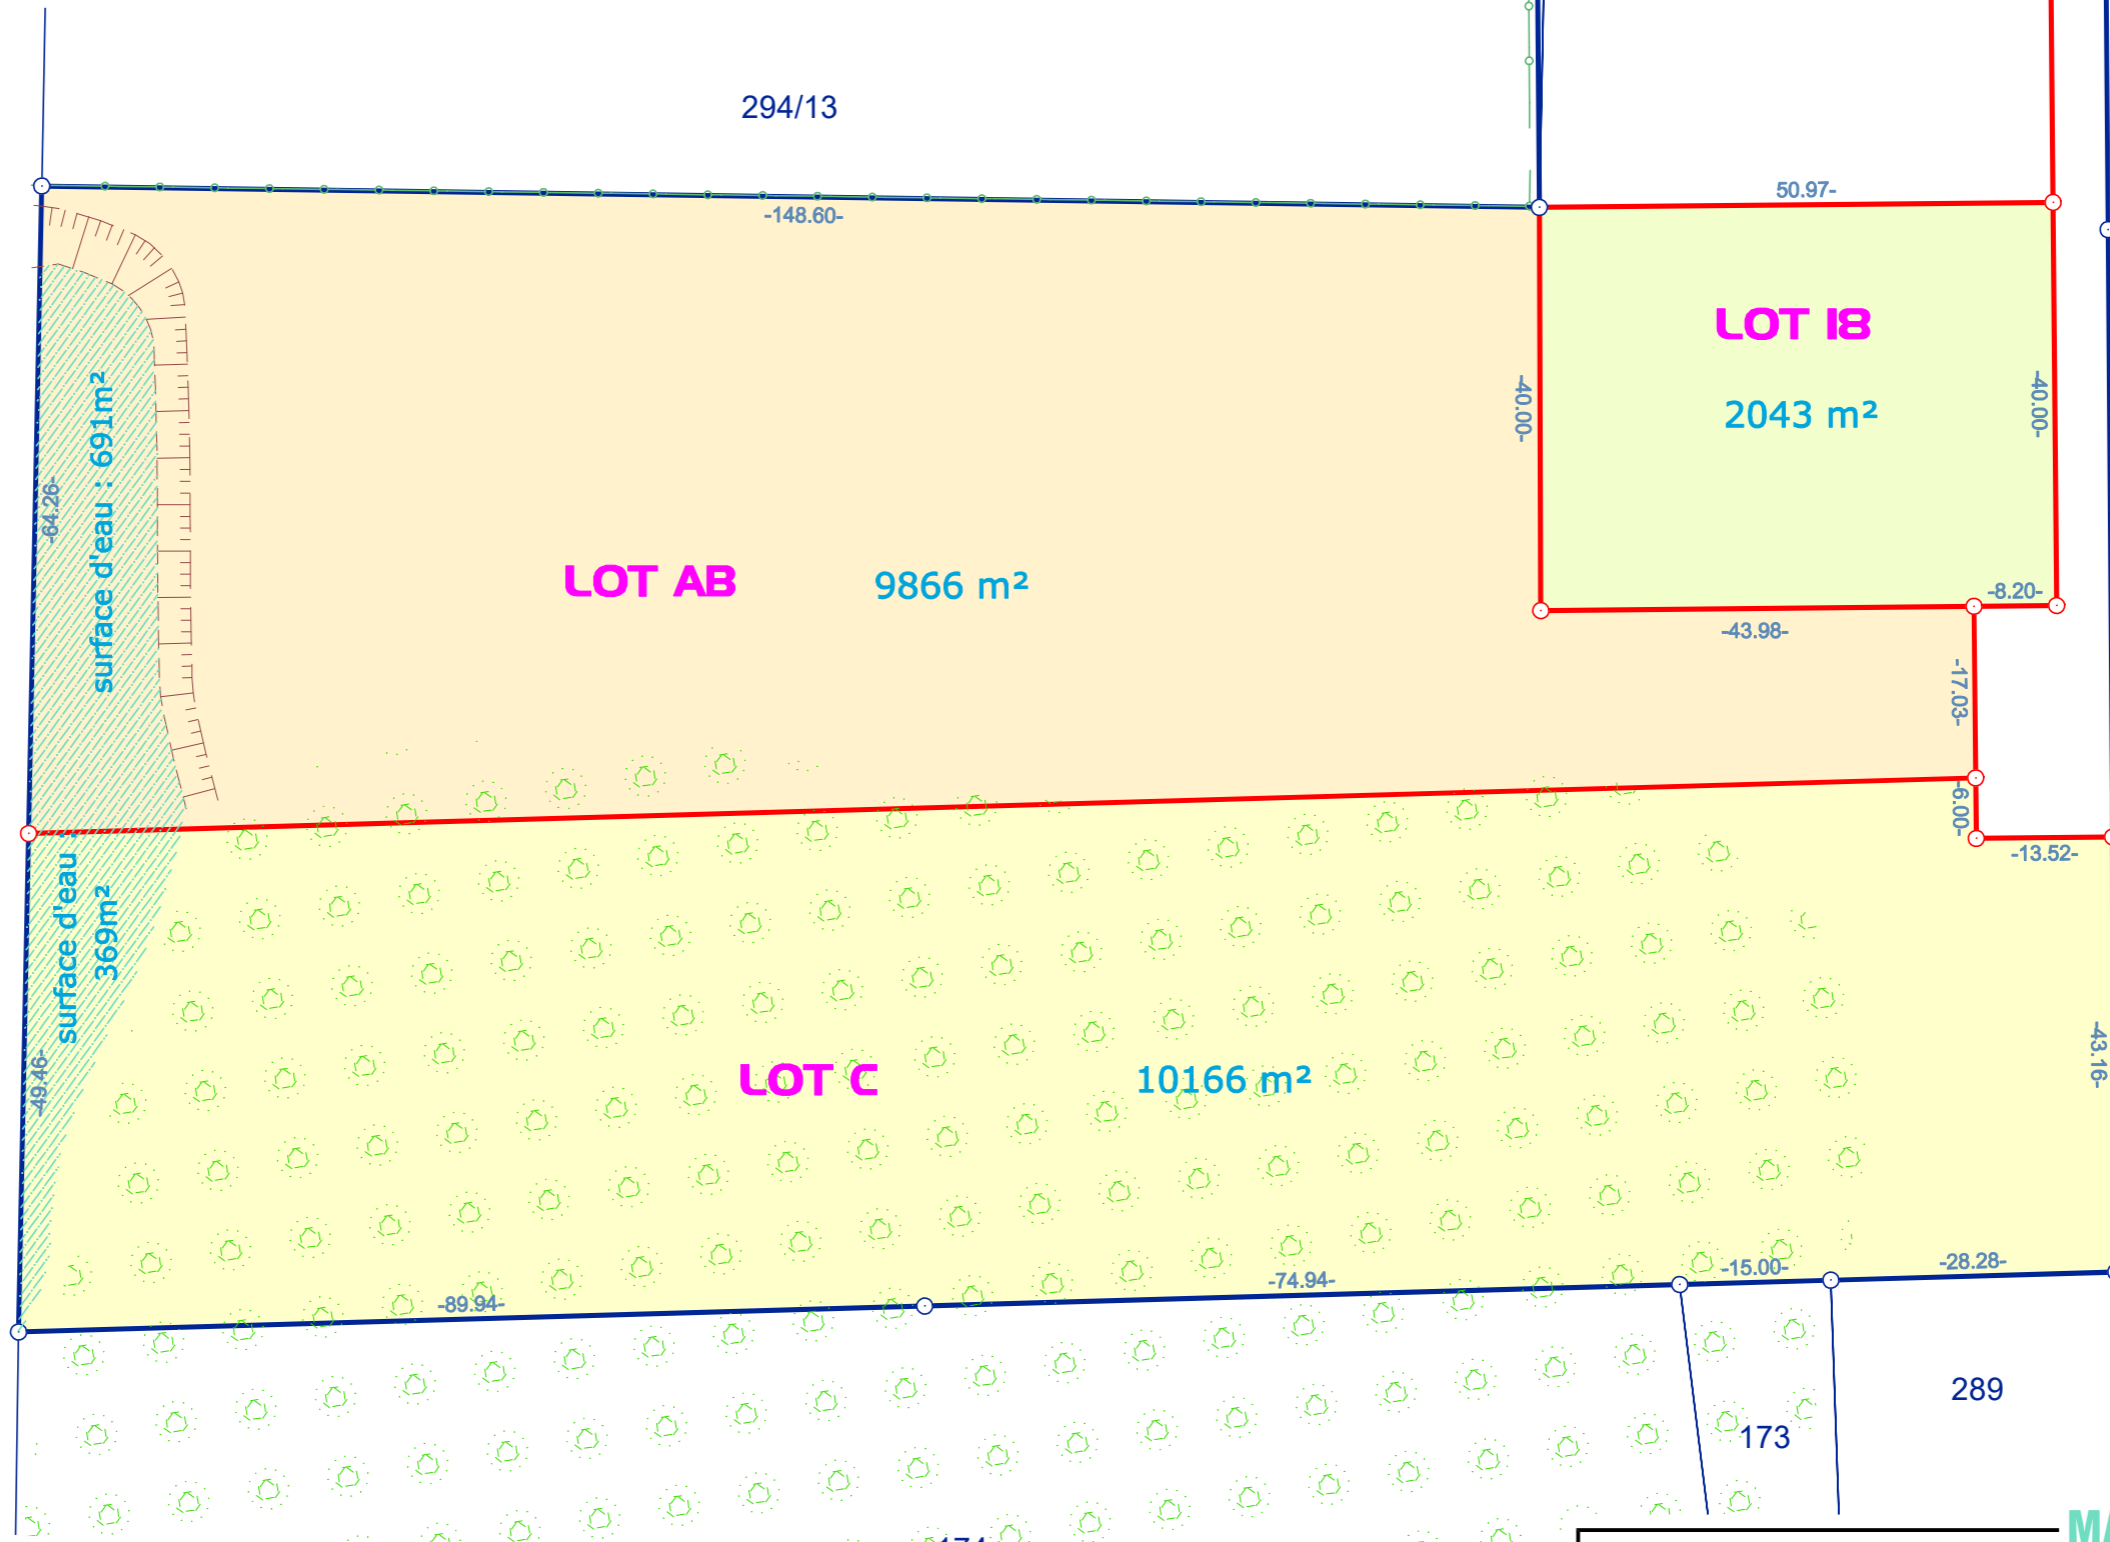 294/13
50.97-
-148.60-
LOT I8
2043 m²
-40.00-
-40.00-
surface d'eau : 691m²
-64.26-
LOT AB
9866 m²
-8.20-
-43.98-
-17.03-
-6.00-
-13.52-
surface d'eau :
369m²
-49.46-
LOT C
10166 m²
-43.16-
-89.94-
-74.94-
-15.00-
-28.28-
289
173
MA